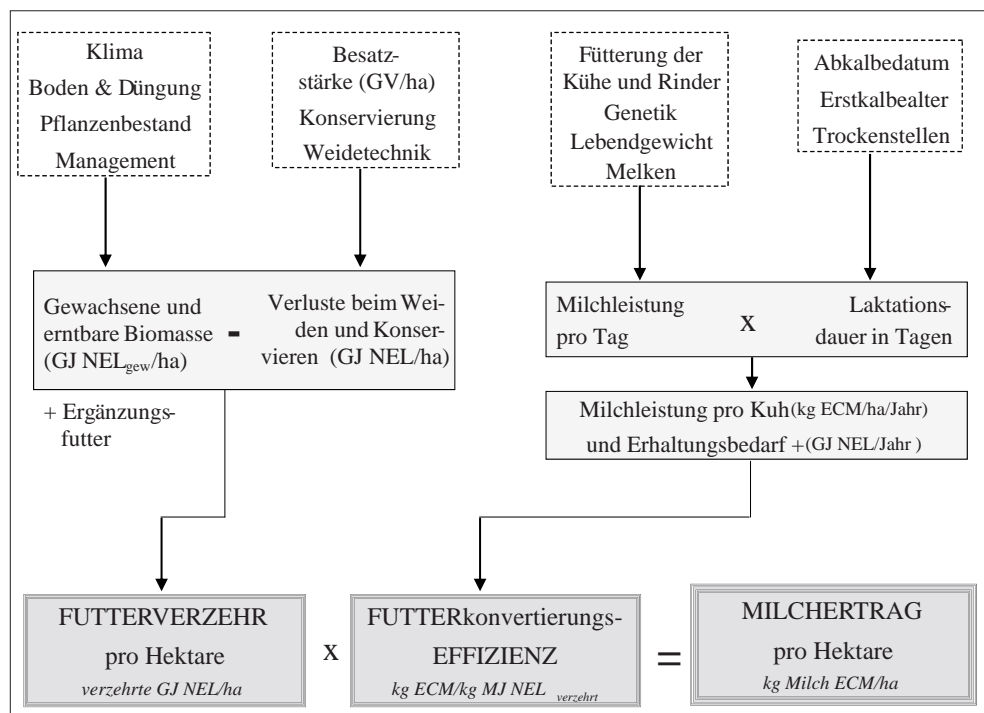 Klima
Boden & Düngung
Pflanzenbestand
Management
Besatz-
stärke (GV/ha)
Konservierung
Weidetechnik
Fütterung der
Kühe und Rinder
Genetik
Lebendgewicht
Melken
Abkalbedatum
Erstkalbealter
Trockenstellen
Gewachsene und
erntbare Biomasse
(GJ NELgew/ha)
-
Verluste beim Wei-
den und Konser-
vieren (GJ NEL/ha)
Milchleistung
pro Tag
x
Laktations-
dauer in Tagen
+ Ergänzungs-
futter
Milchleistung pro Kuh(kg ECM/ha/Jahr)
und Erhaltungsbedarf +(GJ NEL/Jahr )
FUTTERVERZEHR
pro Hektare
verzehrte GJ NEL/ha
x
FUTTERkonvertierungs-
EFFIZIENZ
kg ECM/kg MJ NEL verzehrt
=
MILCHERTRAG
pro Hektare
kg Milch ECM/ha